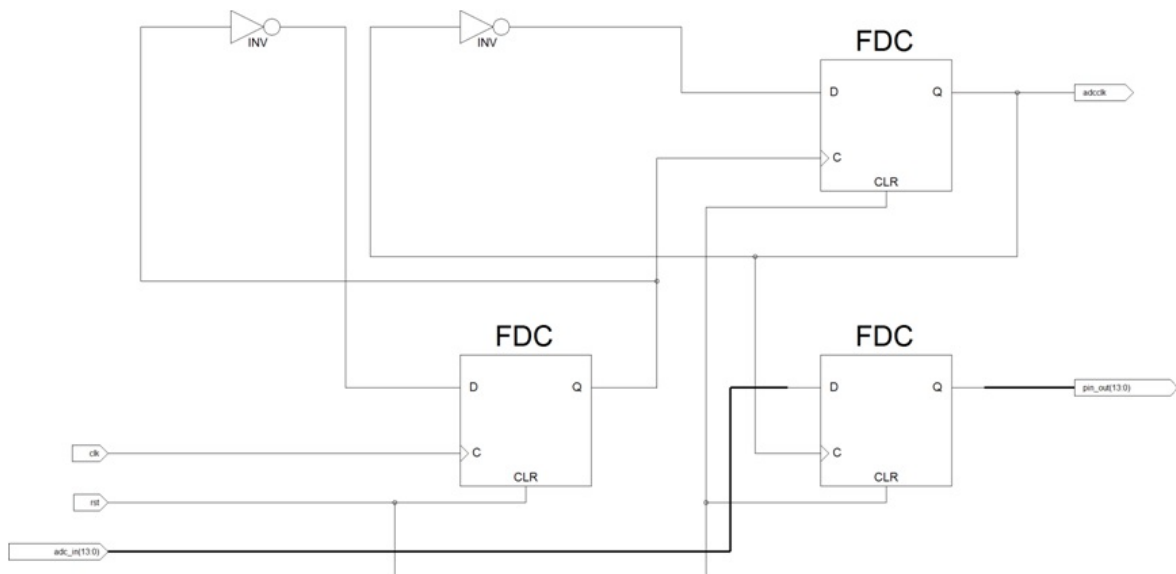 INV
INV
FDC
D
Q
adcclk
C
CLR
FDC
FDC
D
Q
D
Q
pin_out(13:0)
clk
C
C
CLR
CLR
rst
adc_in(13:0)